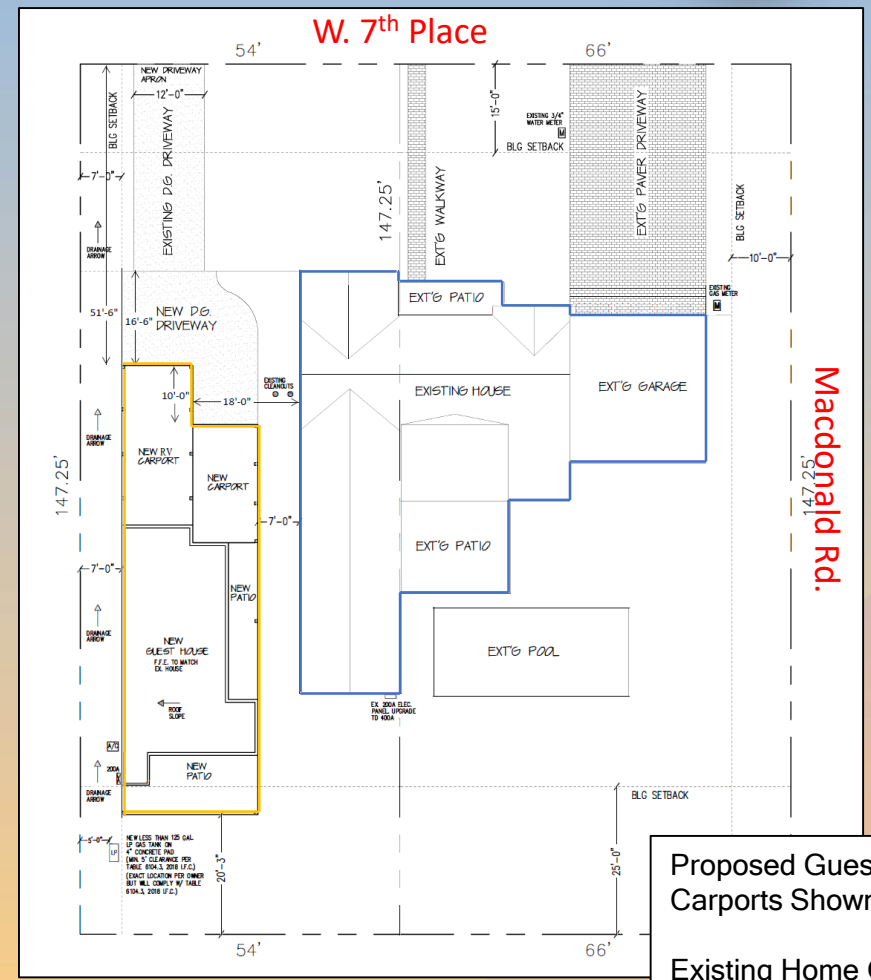 W. 7th Place
54'
66'
NEW DRIVEWAY
APRON
12'-0"
BLG SETBACK
EXISTING D.G. DRIVEWAY
7'-0"
DRAINAGE
ARROW
147.25'
EXT'G WALKWAY
15'-0"
EXISTING 3/4"
WATER METER
M
BLG SETBACK
EXT'G PAVER DRIVEWAY
BLG SETBACK
10'-0"
EXISTING
GAS METER
M
51'-6"
16'-6"
NEW D.G.
DRIVEWAY
EXT'G PATIO
EXISTING
CLEANOUTS
EXISTING HOUSE
EXT'G GARAGE
10'-0"
18'-0"
DRAINAGE
ARROW
NEW RV
CARPORT
NEW
CARPORT
147.25'
7'-0"
147.25'
Macdonald Rd.
EXT'G PATIO
7'-0"
NEW
PATIO
DRAINAGE
ARROW
NEW
GUEST HOUSE
F.F.E. TO MATCH
EX. HOUSE
EXT'G POOL
ROOF
SLOPE
EX. 200A ELEC.
PANEL, UPGRADE
TO 400A
A/C
200A
NEW
PATIO
DRAINAGE
ARROW
BLG SETBACK
5'-0"
LP
NEW LESS THAN 125 GAL
LP GAS TANK ON
4" CONCRETE PAD
(MIN. 5' CLEARANCE PER
TABLE 6104.3, 2018 I.F.C.)
(EXACT LOCATION PER OWNER
BUT WILL COMPLY W/ TABLE
6104.3, 2018 I.F.C.)
20'-3"
25'-0"
54'
66'
Proposed Gues
Carports Shown
Existing Home